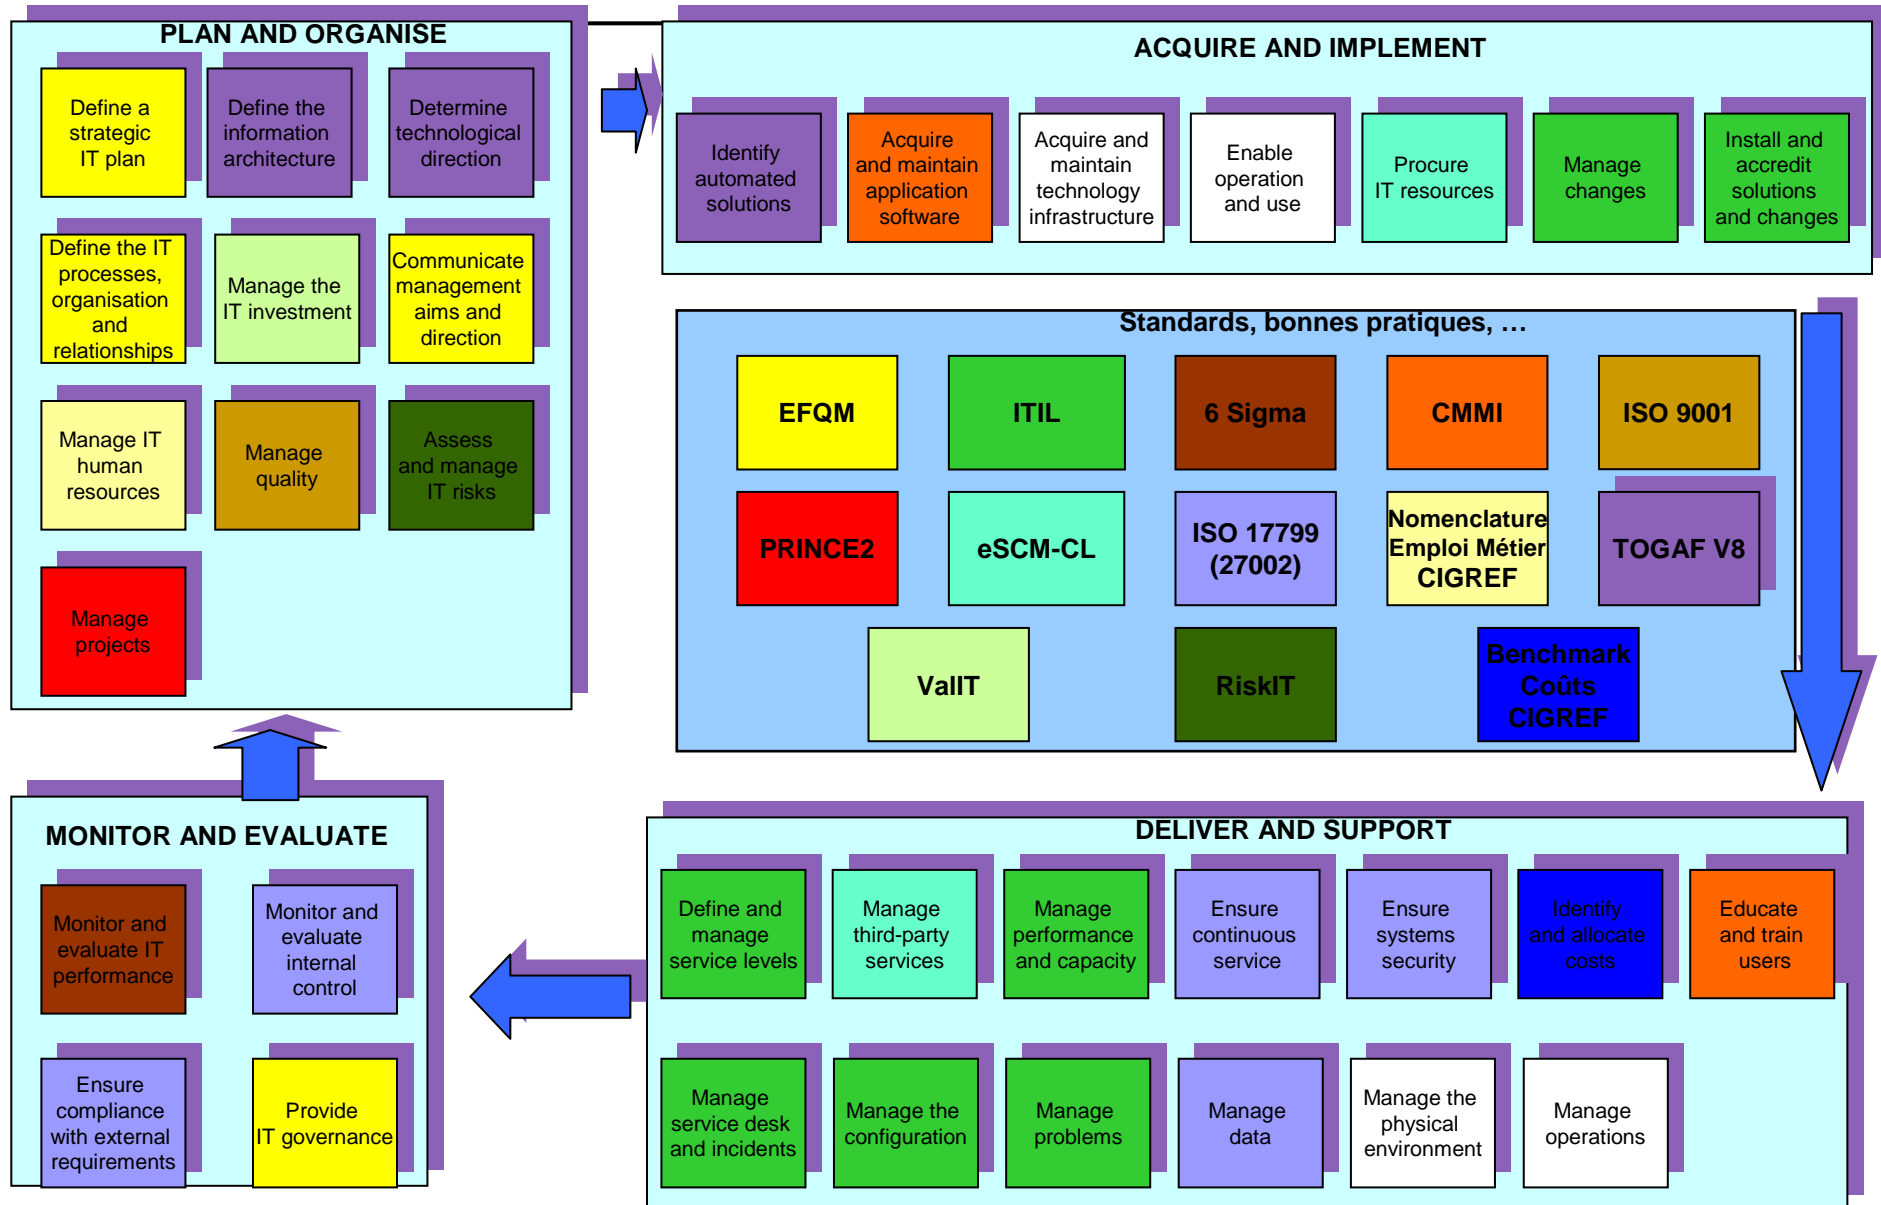 PLAN AND ORGANISE
Define a
strategic
IT plan
Define the
information
architecture
Determine
technological
direction
Define the IT
processes,
organisation
and
relationships
Manage the
IT investment
Communicate
management
aims and
direction
Manage IT
human
resources
Manage
quality
Assess
and manage
IT risks
Manage
projects
ACQUIRE AND IMPLEMENT
Identify
automated
solutions
Acquire
and maintain
application
software
Acquire and
maintain
technology
infrastructure
Enable
operation
and use
Procure
IT resources
Manage
changes
Install and
accredit
solutions
and changes
Standards, bonnes pratiques, …
EFQM
ITIL
6 Sigma
CMMI
ISO 9001
PRINCE2
eSCM-CL
ISO 17799
(27002)
Nomenclature
Emploi Métier
CIGREF
TOGAF V8
ValIT
RiskIT
Benchmark
Coûts
CIGREF
MONITOR AND EVALUATE
Monitor and
evaluate IT
performance
Monitor and
evaluate
internal
control
Ensure
compliance
with external
requirements
Provide
IT governance
DELIVER AND SUPPORT
Define and
manage
service levels
Manage
third-party
services
Manage
performance
and capacity
Ensure
continuous
service
Ensure
systems
security
Identify
and allocate
costs
Educate
and train
users
Manage
service desk
and incidents
Manage the
configuration
Manage
problems
Manage
data
Manage the
physical
environment
Manage
operations